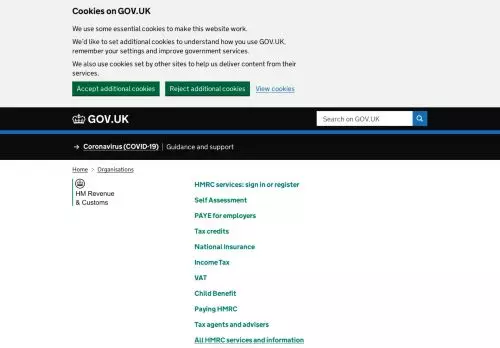 Cookies on GOV.UK
We use some essential cookies to make this website work.
We'd like to set additional cookies to understand how you use GOV.UK,
remember your settings and improve government services.
We also use cookies set by other sites to help us deliver content from their
services.
Accept additional cookies Reject additional cookies View cookies
GOV.UK Search on GOV.UK
→ Coronavirus (COVID-19) | Guidance and support
Home > Organisations
HM Revenue
& Customs
HMRC services: sign in or register
Self Assessment
PAYE for employers
Tax credits
National Insurance
Income Tax
VAT
Child Benefit
Paying HMRC
Tax agents and advisers
All HMRC services and information